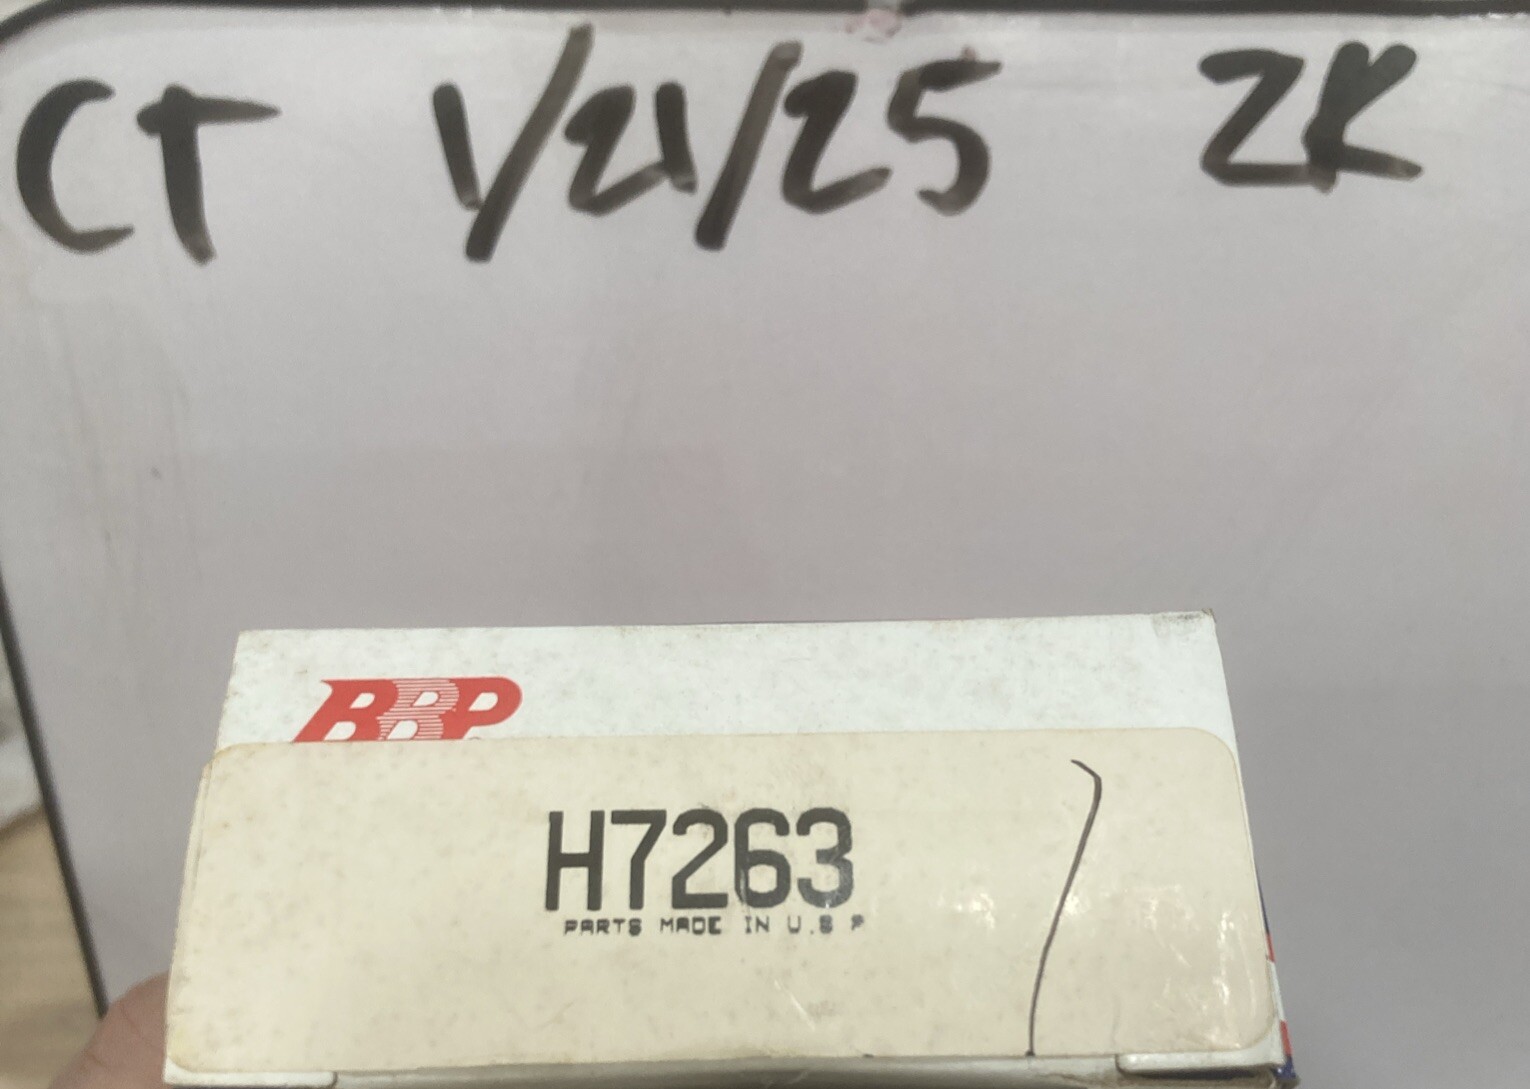 CT 1/21/25 ZK
BBP
H7263
PARTS MADE IN U.S